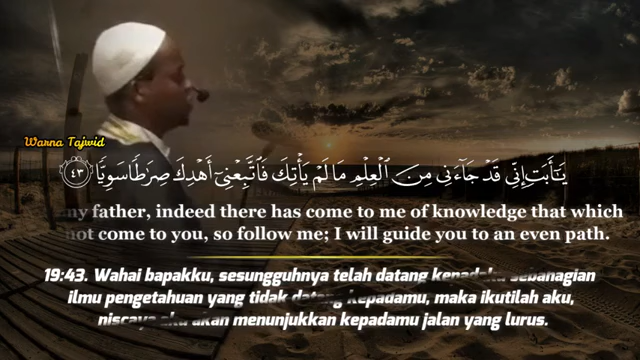 Warna Tajwid
يَـٰٓأَبَتِ إِنِّى قَدْ جَآءَنِى مِنَ ٱلْعِلْمِ مَا لَمْ يَأْتِكَ فَٱتَّبِعْنِىٓ أَهْدِكَ صِرَٰطًا سَوِيًّا ٤٣
my father, indeed there has come to me of knowledge that which
not come to you, so follow me; I will guide you to an even path.
19:43. Wahai bapakku, sesungguhnya telah datang kepadaku sebahagian
ilmu pengetahuan yang tidak datang kepadamu, maka ikutilah aku,
niscaya aku akan menunjukkan kepadamu jalan yang lurus.